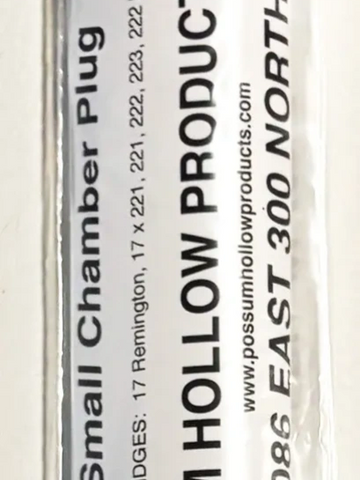 Small Chamber Plug
DGES: 17 Remington, 17 x 221, 221, 222, 223, 222
M HOLLOW PRODUCT
www.possumhollowproducts.com
086 EAST 300 NORTH